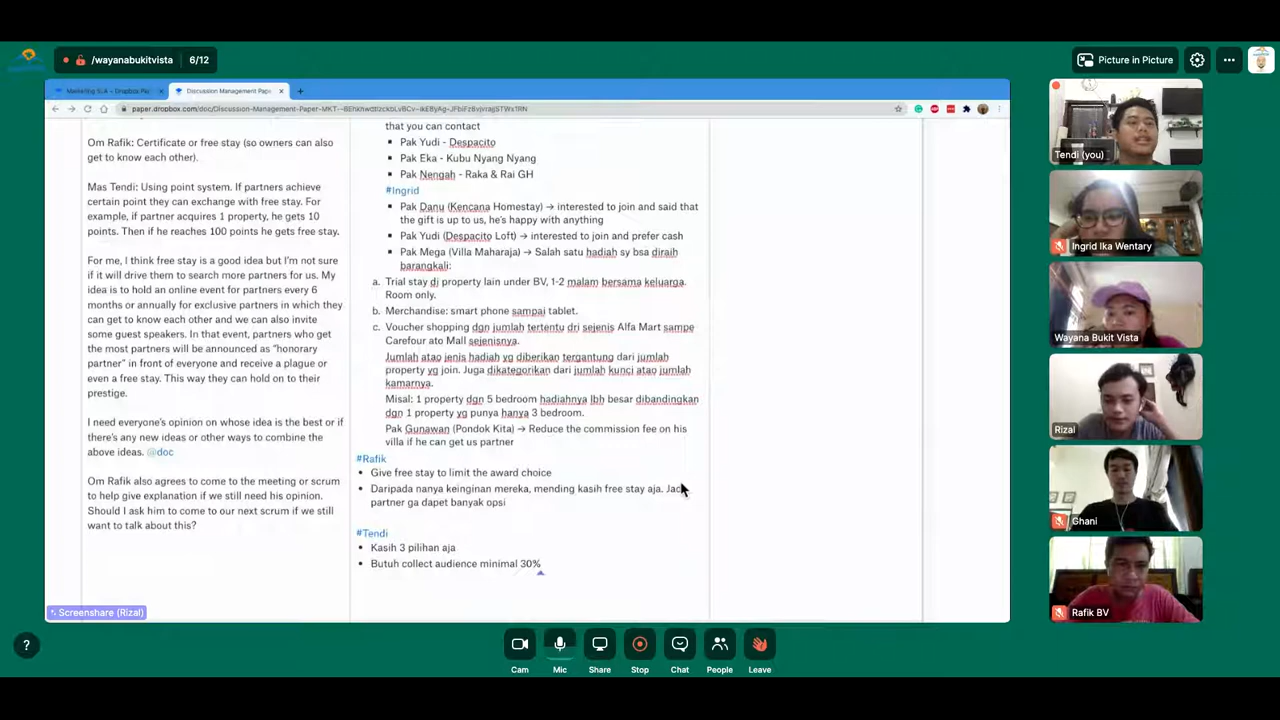 /wayanabukitvista
6/12
Picture in Picture
Marketing SLA – Dropbox Pa
Discussion Management Pape
Om Rafik: Certificate or free stay (so owners can also
get to know each other).
Mas Tendi: Using point system. If partners achieve
certain point they can exchange with free stay. For
example, if partner acquires 1 property, he gets 10
points. Then if he reaches 100 points he gets free stay.
For me, I think free stay is a good idea but I'm not sure
if it will drive them to search more partners for us. My
idea is to hold an online event for partners every 6
months or annually for exclusive partners in which they
can get to know each other and we can also invite
some guest speakers. In that event, partners who get
the most partners will be announced as "honorary
partner" in front of everyone and receive a plague or
even a free stay. This way they can hold on to their
prestige.
I need everyone's opinion on whose idea is the best or if
there's any new ideas or other ways to combine the
above ideas. @doc
Om Rafik also agrees to come to the meeting or scrum
to help give explanation if we still need his opinion.
Should I ask him to come to our next scrum if we still
want to talk about this?
that you can contact
Pak Yudi - Despacito
Pak Eka - Kubu Nyang Nyang
Pak Nengah - Raka & Rai GH
#Ingrid
Pak Danu (Kencana Homestay) → interested to join and said that
the gift is up to us, he's happy with anything
Pak Yudi (Despacito Loft) → interested to join and prefer cash
Pak Mega (Villa Maharaja) → Salah satu hadiah sy bsa diraih
barangkali:
a. Trial stay di property lain under BV, 1-2 malam bersama keluarga.
Room only.
b. Merchandise: smart phone sampai tablet.
c. Voucher shopping dgn jumlah tertentu dri sejenis Alfa Mart sampe
Carefour ato Mall sejenisnya.
Jumlah atao jenis hadiah yg diberikan tergantung dari jumlah
property yg join. Juga dikategorikan dari jumlah kunci atao jumlah
kamarnya.
Misal: 1 property dgn 5 bedroom hadiahnya lbh besar dibandingkan
dgn 1 property yg punya hanya 3 bedroom.
Pak Gunawan (Pondok Kita) → Reduce the commission fee on his
villa if he can get us partner
#Rafik
Give free stay to limit the award choice
Daripada nanya keinginan mereka, mending kasih free stay aja. Jad
partner ga dapet banyak opsi
#Tendi
Kasih 3 pilihan aja
Butuh collect audience minimal 30%
Screenshare (Rizal)
Tendi (you)
Ingrid Ika Wentary
Wayana Bukit Vista
Rizal
Ghani
Rafik BV
?
Cam
Mic
Share
Stop
Chat
People
Leave